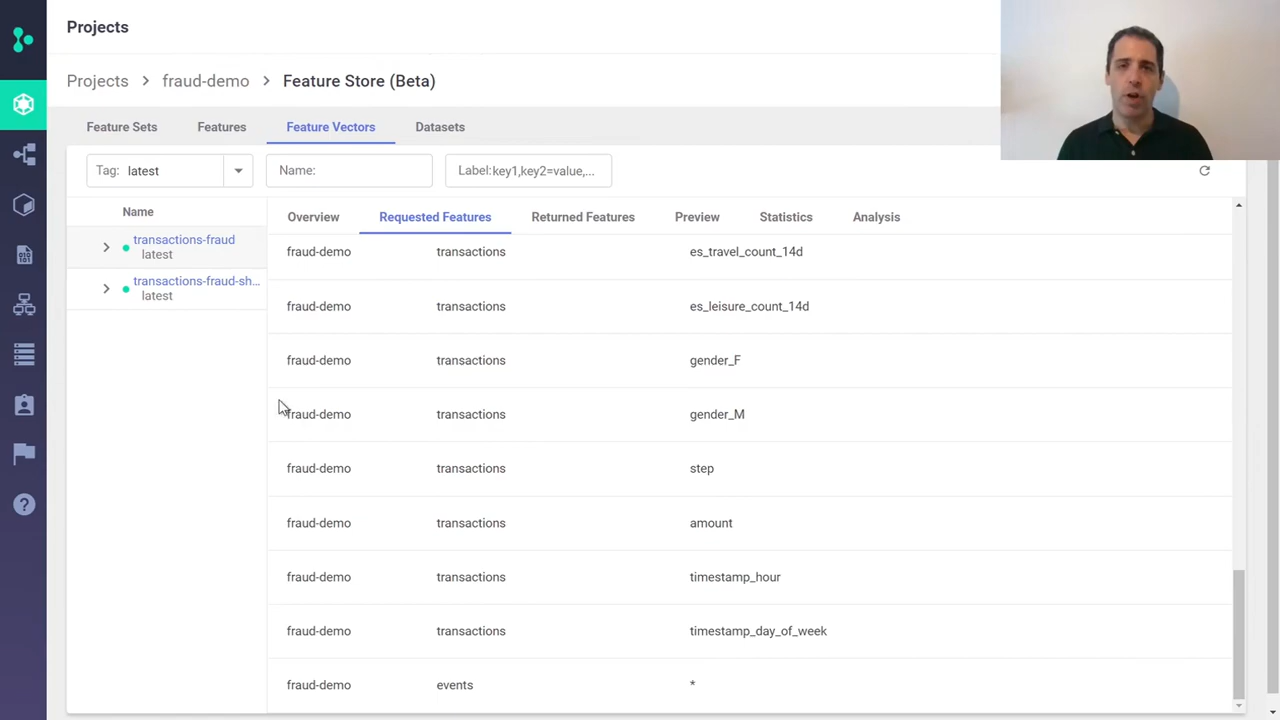 Projects
Projects > fraud-demo > Feature Store (Beta)
Feature Sets Features Feature Vectors Datasets
Tag: latest Name: Label: key1,key2=value,...
Name Overview Requested Features Returned Features Preview Statistics Analysis
transactions-fraud
latest
transactions-fraud-sh...
latest
fraud-demo transactions es_travel_count_14d
fraud-demo transactions es_leisure_count_14d
fraud-demo transactions gender_F
fraud-demo transactions gender_M
fraud-demo transactions step
fraud-demo transactions amount
fraud-demo transactions timestamp_hour
fraud-demo transactions timestamp_day_of_week
fraud-demo events *